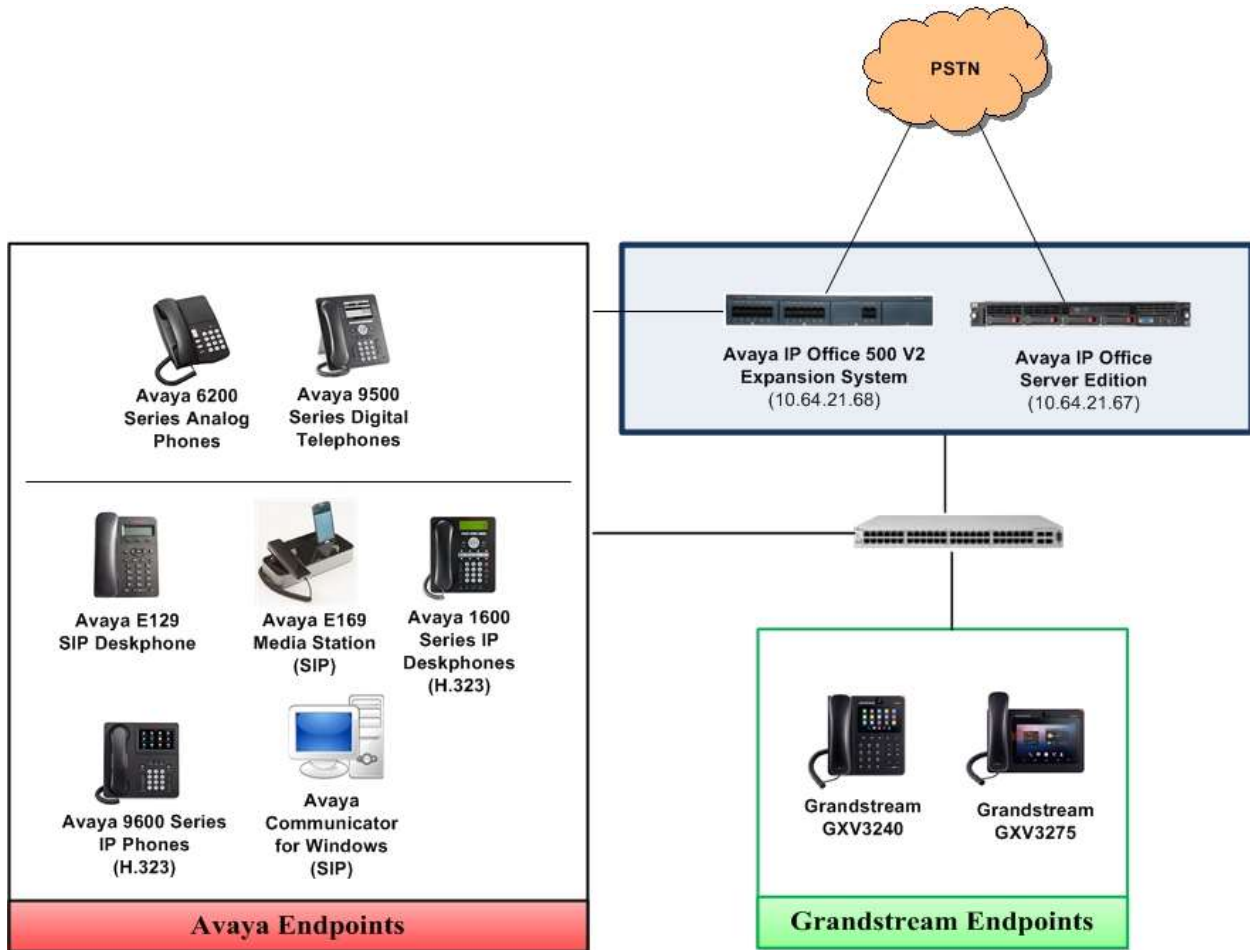 PSTN
Avaya 6200
Series Analog
Phones
Avaya 9500
Series Digital
Telephones
Avaya IP Office 500 V2
Expansion System
(10.64.21.68)
Avaya IP Office
Server Edition
(10.64.21.67)
Avaya E129
SIP Deskphone
Avaya E169
Media Station
(SIP)
Avaya 1600
Series IP
Deskphones
(H.323)
Avaya 9600 Series
IP Phones
(H.323)
Avaya
Communicator
for Windows
(SIP)
Grandstream
GXV3240
Grandstream
GXV3275
Avaya Endpoints
Grandstream Endpoints